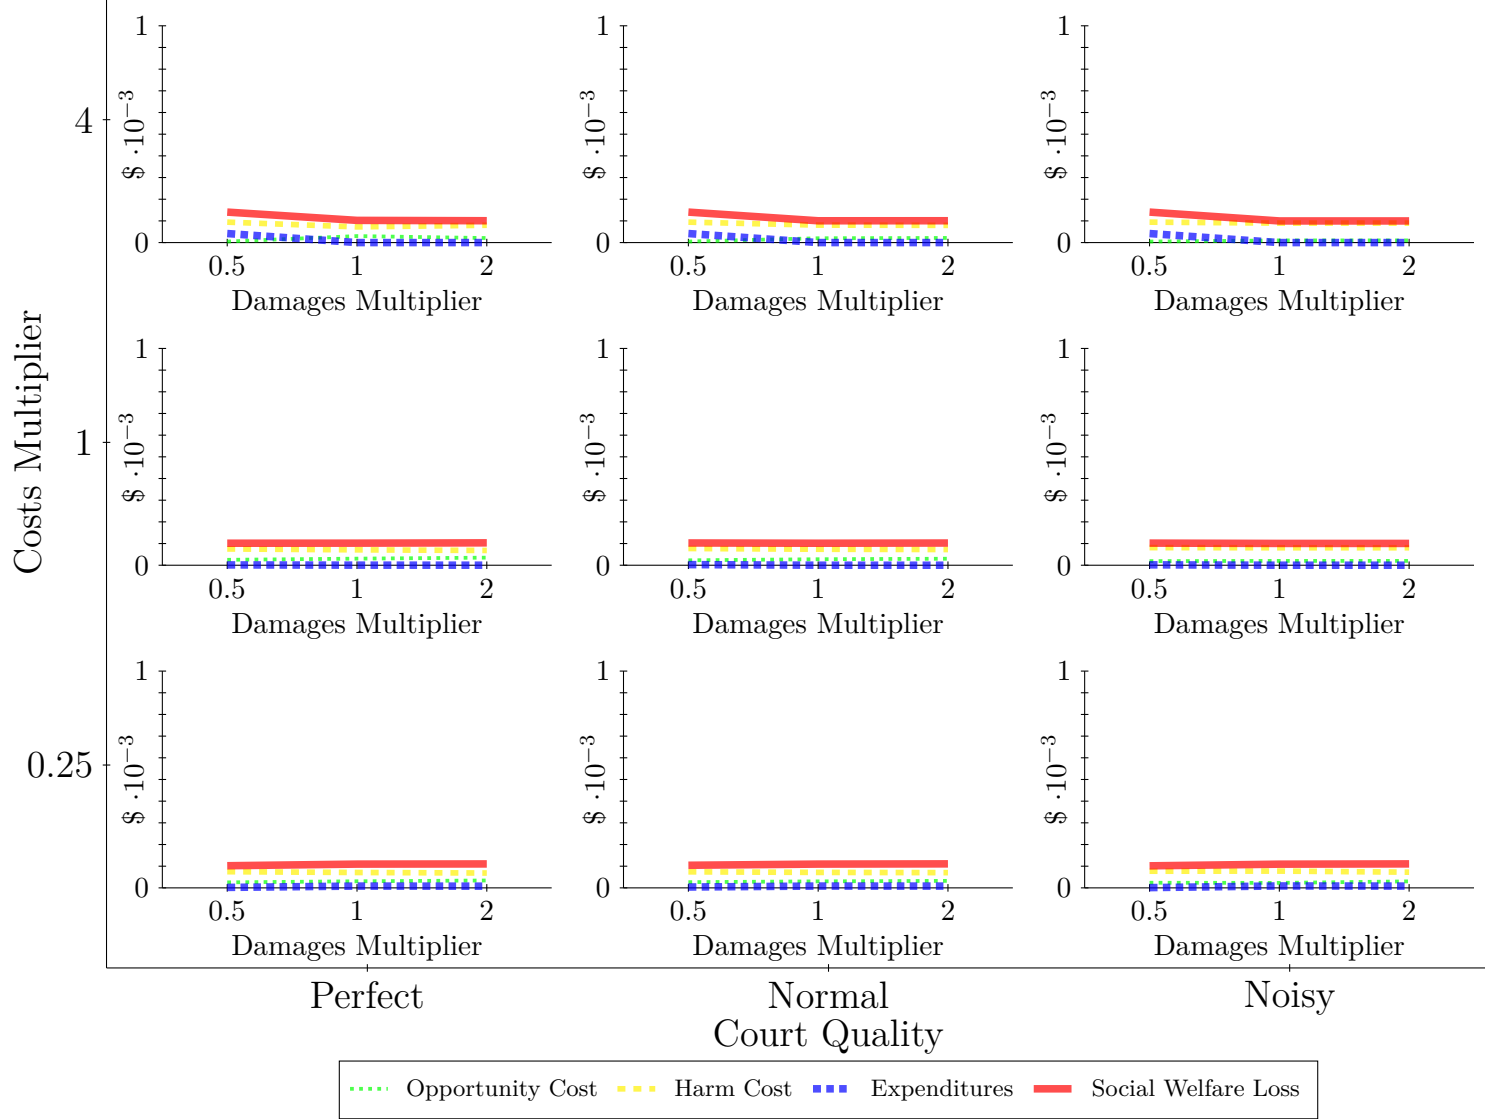 1 1 1
$ ·10⁻³ $ ·10⁻³ $ ·10⁻³
4
0 0 0
0.5 1 2 0.5 1 2 0.5 1 2
Damages Multiplier Damages Multiplier Damages Multiplier
Costs Multiplier
1 1 1
$ ·10⁻³ $ ·10⁻³ $ ·10⁻³
1
0 0 0
0.5 1 2 0.5 1 2 0.5 1 2
Damages Multiplier Damages Multiplier Damages Multiplier
1 1 1
$ ·10⁻³ $ ·10⁻³ $ ·10⁻³
0.25
0 0 0
0.5 1 2 0.5 1 2 0.5 1 2
Damages Multiplier Damages Multiplier Damages Multiplier
Perfect Normal Noisy
Court Quality
Opportunity Cost Harm Cost Expenditures Social Welfare Loss